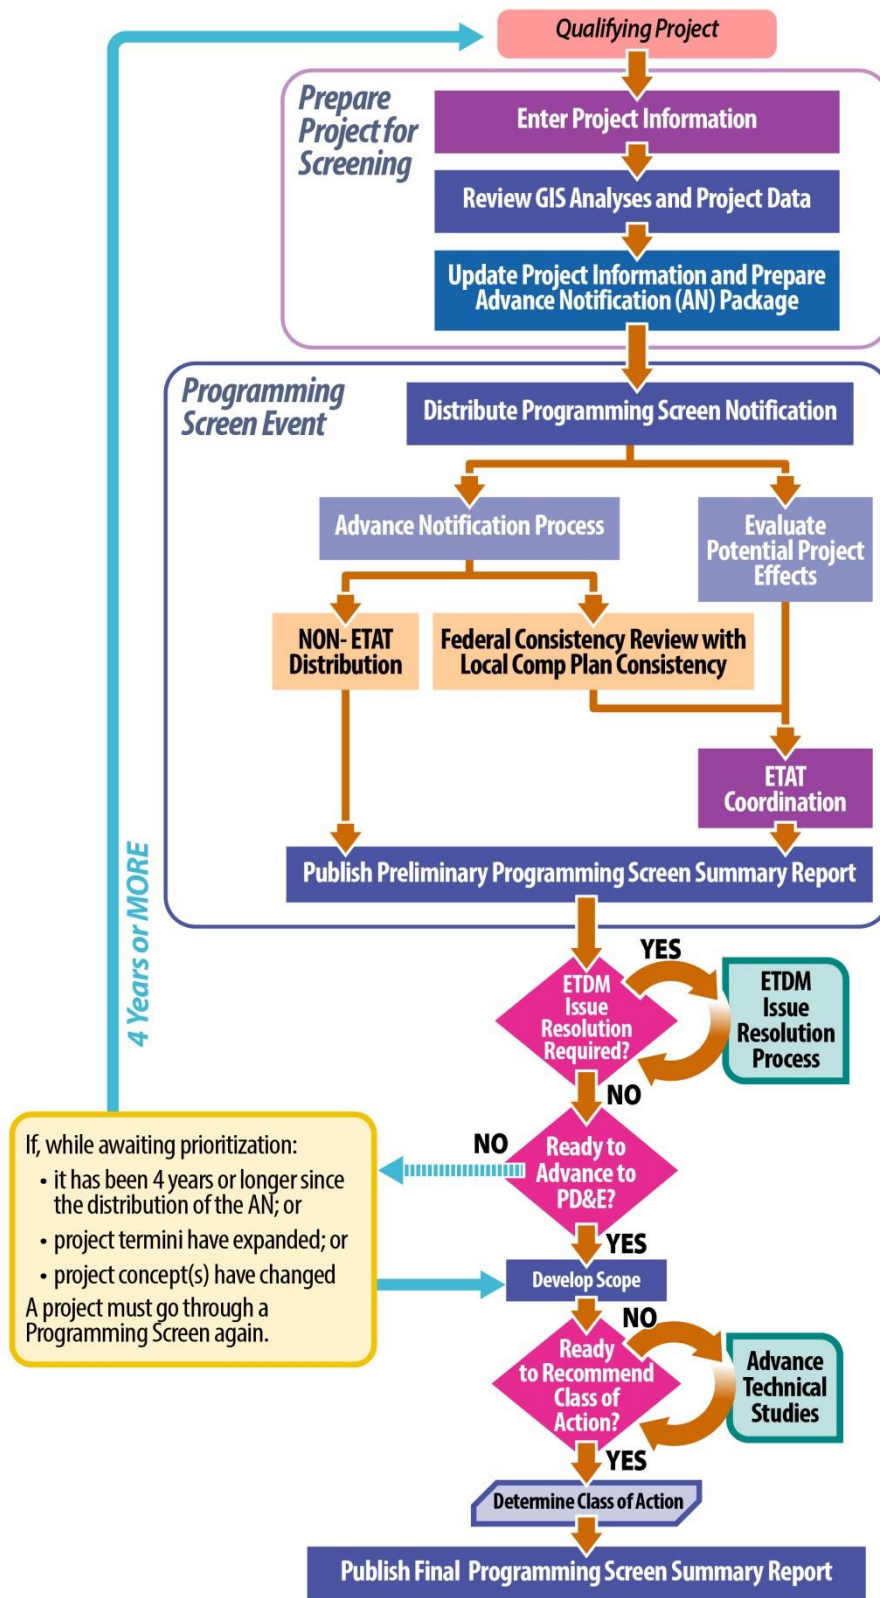 Qualifying Project
Prepare
Project for
Screening
Enter Project Information
Review GIS Analyses and Project Data
Update Project Information and Prepare
Advance Notification (AN) Package
Programming
Screen Event
Distribute Programming Screen Notification
Advance Notification Process
Evaluate
Potential Project
Effects
NON- ETAT
Distribution
Federal Consistency Review with
Local Comp Plan Consistency
ETAT
Coordination
Publish Preliminary Programming Screen Summary Report
4 Years or MORE
ETDM
Issue
Resolution
Required?
YES
ETDM
Issue
Resolution
Process
NO
Ready to
Advance to
PD&E?
NO
If, while awaiting prioritization:
• it has been 4 years or longer since
the distribution of the AN; or
• project termini have expanded; or
• project concept(s) have changed
A project must go through a
Programming Screen again.
YES
Develop Scope
Ready
to Recommend
Class of
Action?
NO
Advance
Technical
Studies
YES
Determine Class of Action
Publish Final Programming Screen Summary Report